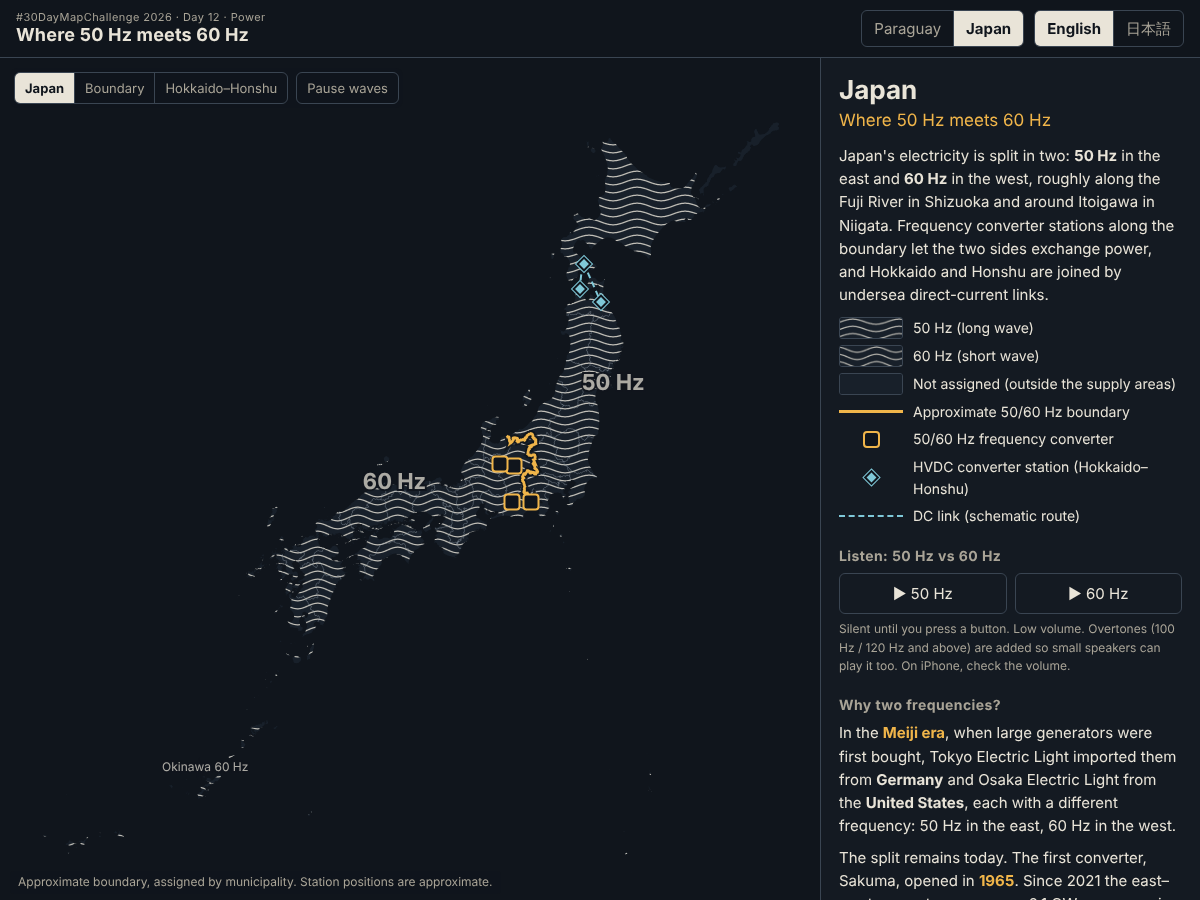 #30DayMapChallenge 2026 · Day 12 · Power
Where 50 Hz meets 60 Hz
Paraguay
Japan
English
日本語
Japan
Boundary
Hokkaido–Honshu
Pause waves
50 Hz
60 Hz
Okinawa 60 Hz
Approximate boundary, assigned by municipality. Station positions are approximate.
Japan
Where 50 Hz meets 60 Hz
Japan's electricity is split in two: 50 Hz in the
east and 60 Hz in the west, roughly along the
Fuji River in Shizuoka and around Itoigawa in
Niigata. Frequency converter stations along the
boundary let the two sides exchange power,
and Hokkaido and Honshu are joined by
undersea direct-current links.
50 Hz (long wave)
60 Hz (short wave)
Not assigned (outside the supply areas)
Approximate 50/60 Hz boundary
50/60 Hz frequency converter
HVDC converter station (Hokkaido–
Honshu)
DC link (schematic route)
Listen: 50 Hz vs 60 Hz
▶ 50 Hz
▶ 60 Hz
Silent until you press a button. Low volume. Overtones (100
Hz / 120 Hz and above) are added so small speakers can
play it too. On iPhone, check the volume.
Why two frequencies?
In the Meiji era, when large generators were
first bought, Tokyo Electric Light imported them
from Germany and Osaka Electric Light from
the United States, each with a different
frequency: 50 Hz in the east, 60 Hz in the west.
The split remains today. The first converter,
Sakuma, opened in 1965. Since 2021 the east–